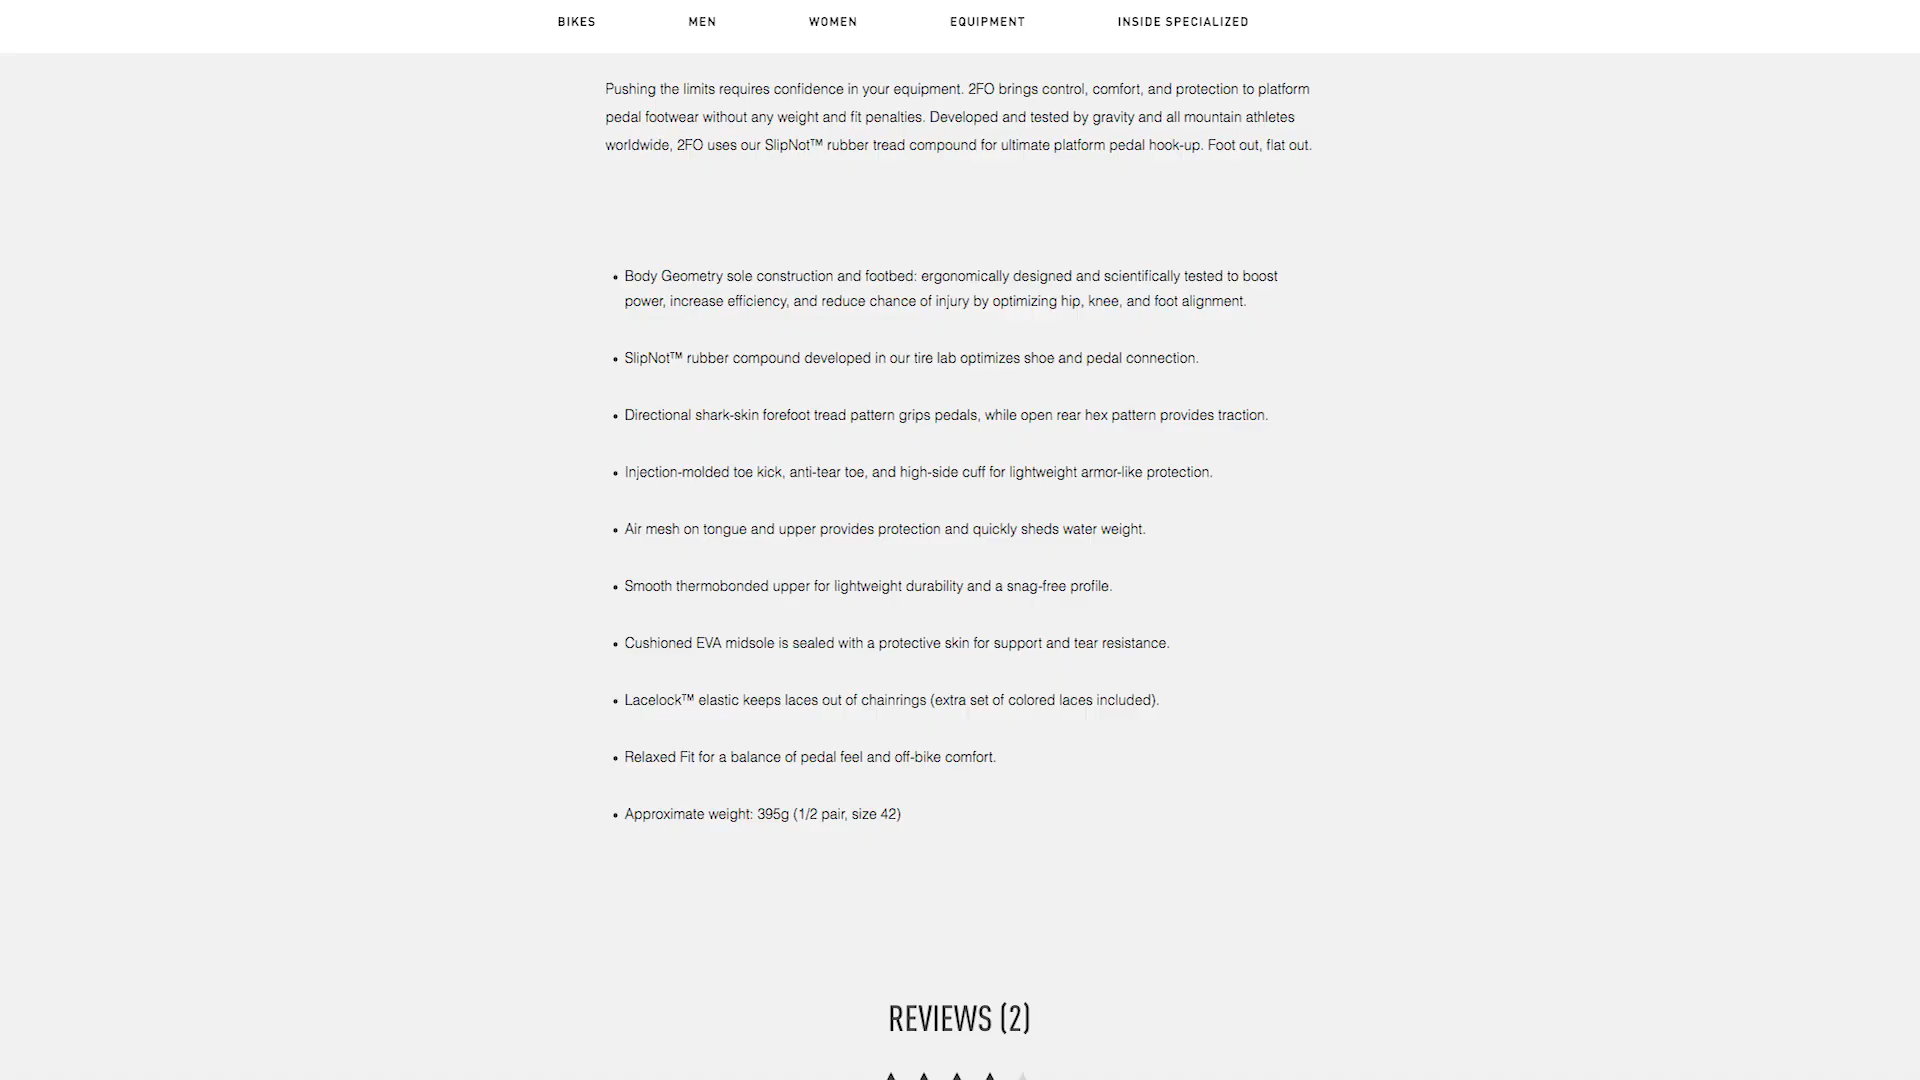 BIKES MEN WOMEN EQUIPMENT INSIDE SPECIALIZED
Pushing the limits requires confidence in your equipment. 2FO brings control, comfort, and protection to platform
pedal footwear without any weight and fit penalties. Developed and tested by gravity and all mountain athletes
worldwide, 2FO uses our SlipNot™ rubber tread compound for ultimate platform pedal hook-up. Foot out, flat out.
• Body Geometry sole construction and footbed: ergonomically designed and scientifically tested to boost
power, increase efficiency, and reduce chance of injury by optimizing hip, knee, and foot alignment.
• SlipNot™ rubber compound developed in our tire lab optimizes shoe and pedal connection.
• Directional shark-skin forefoot tread pattern grips pedals, while open rear hex pattern provides traction.
• Injection-molded toe kick, anti-tear toe, and high-side cuff for lightweight armor-like protection.
• Air mesh on tongue and upper provides protection and quickly sheds water weight.
• Smooth thermobonded upper for lightweight durability and a snag-free profile.
• Cushioned EVA midsole is sealed with a protective skin for support and tear resistance.
• Lacelock™ elastic keeps laces out of chainrings (extra set of colored laces included).
• Relaxed Fit for a balance of pedal feel and off-bike comfort.
• Approximate weight: 395g (1/2 pair, size 42)
REVIEWS (2)